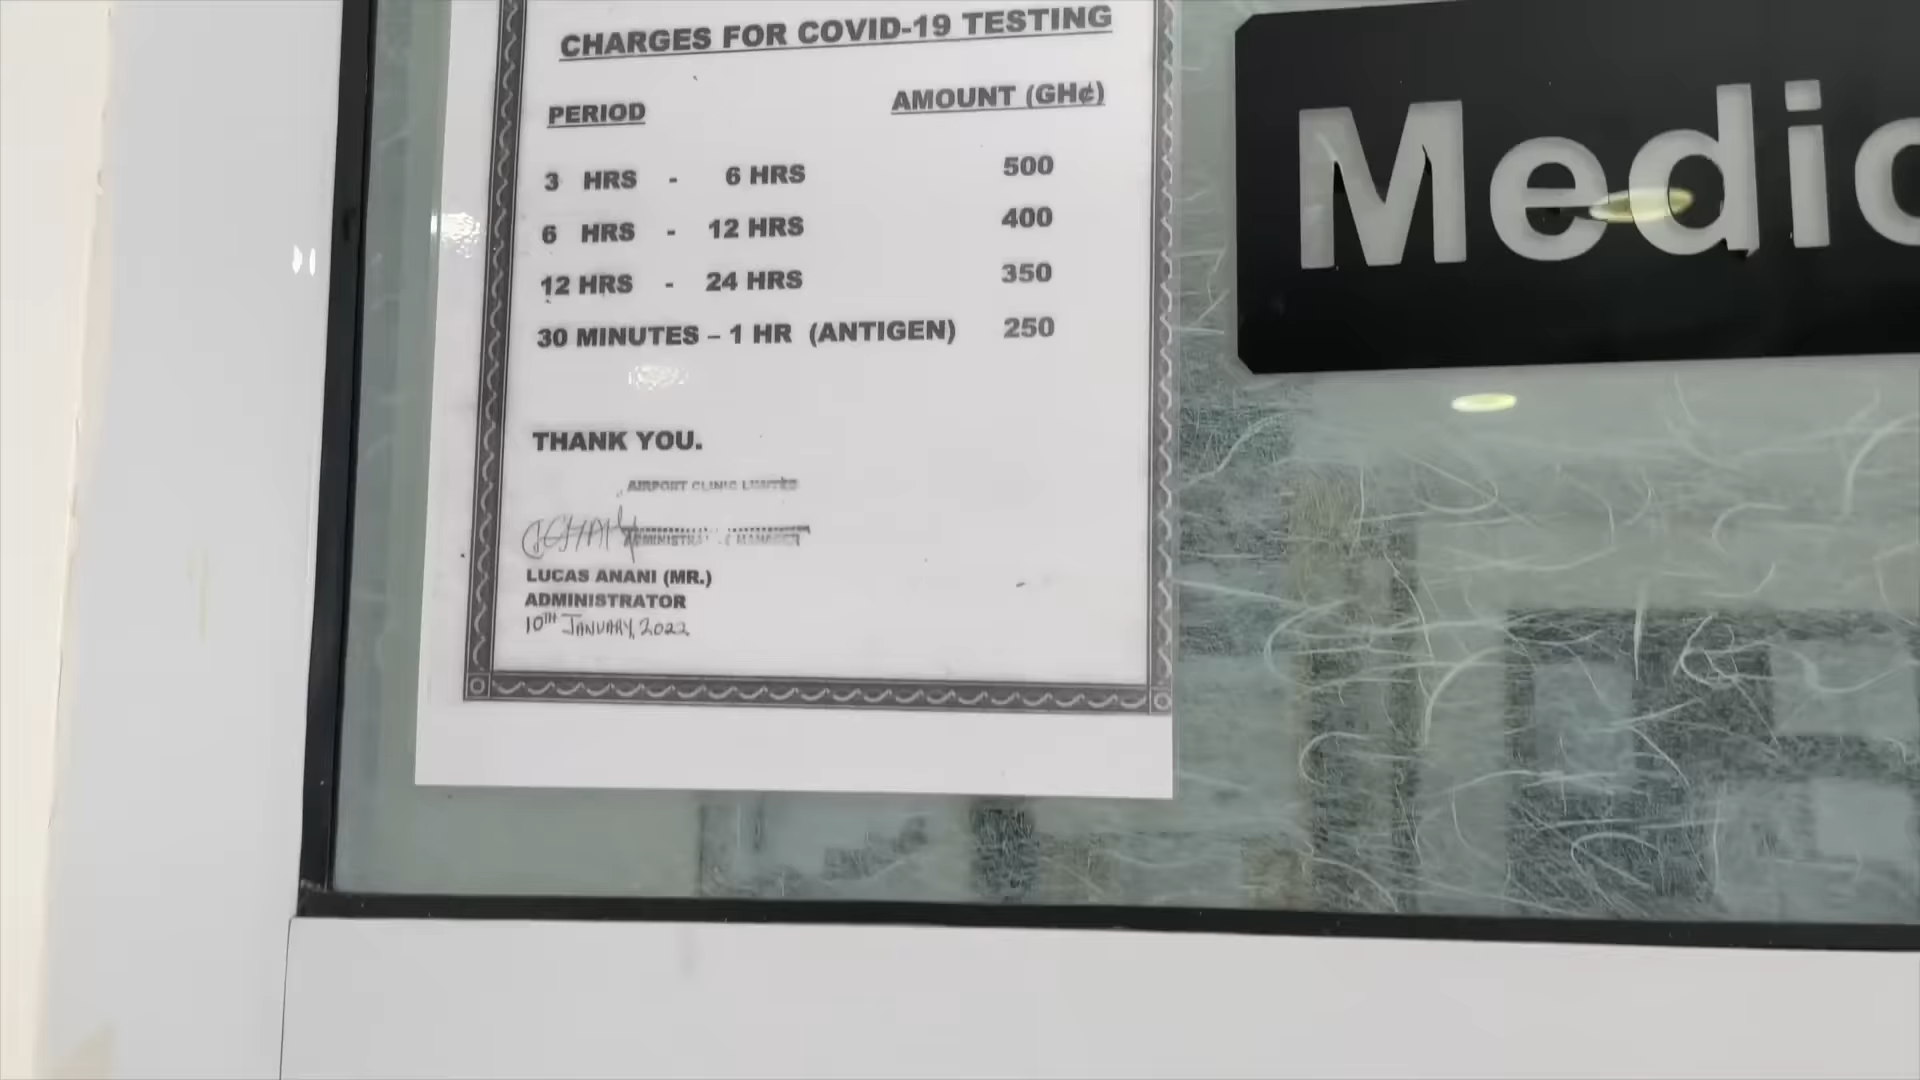 CHARGES FOR COVID-19 TESTING
PERIOD AMOUNT (GH¢)
3 HRS - 6 HRS 500
6 HRS - 12 HRS 400
12 HRS - 24 HRS 350
30 MINUTES – 1 HR (ANTIGEN) 250
THANK YOU.
AIRPORT CLINIC LIMITED
MANAGER
LUCAS ANANI (MR.)
ADMINISTRATOR
10TH JANUARY, 2022
Medic